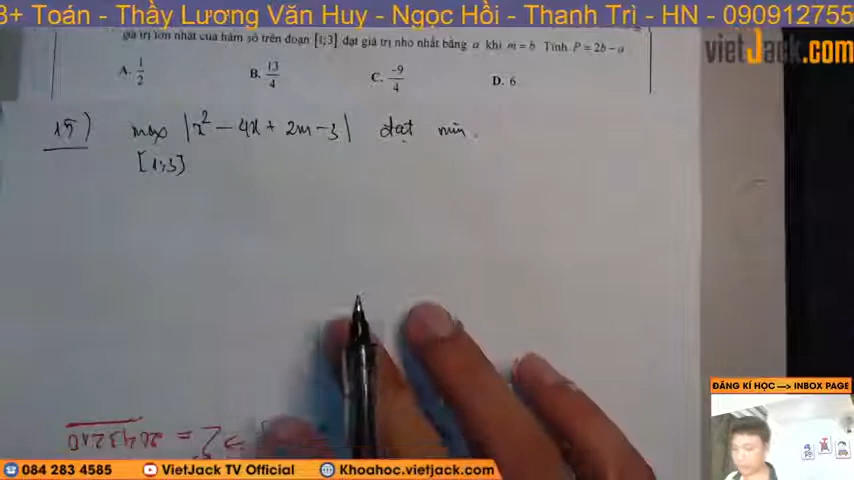 3+ Toán - Thầy Lương Văn Huy - Ngọc Hồi - Thanh Trì - HN - 090912755
giá trị lớn nhất của hàm số trên đoạn [1;3] đạt giá trị nhỏ nhất bằng a khi m = b Tính P = 2b - a
vietJack.com
A. 1/2 B. 13/4 C. -9/4 D. 6
15) max |x² - 4x + 2m - 3| đạt min.
[1;3]
ĐĂNG KÍ HỌC —> INBOX PAGE
084 283 4585 VietJack TV Official Khoahoc.vietjack.com